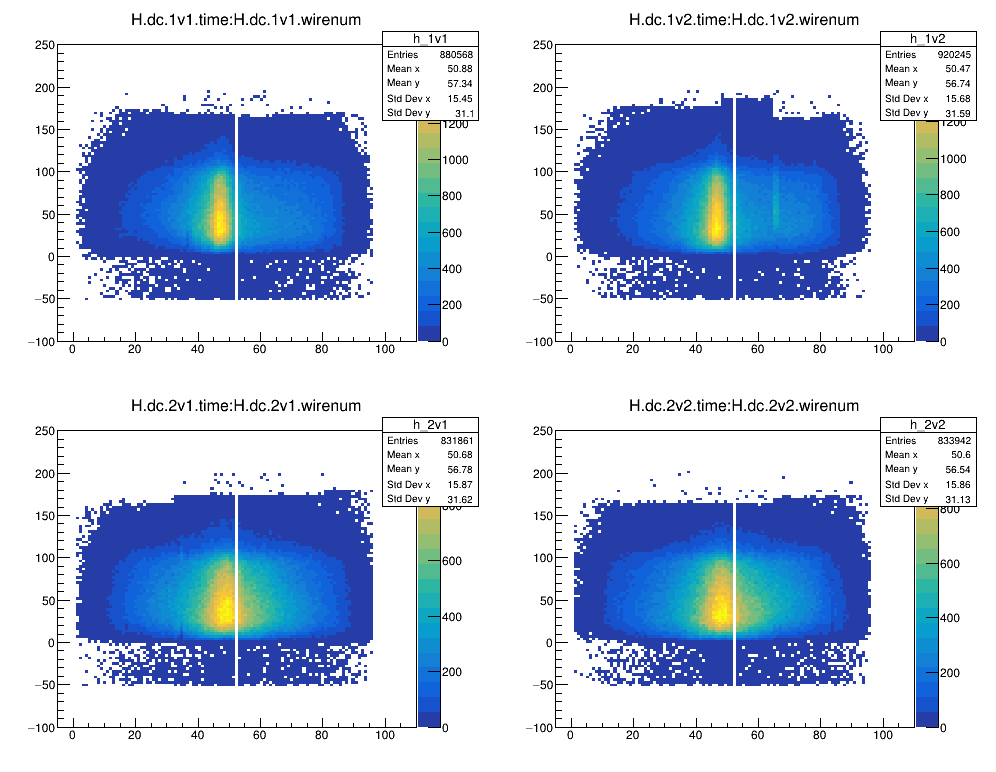 H.dc.1v1.time:H.dc.1v1.wirenum
h_1v1
Entries 880568
Mean x 50.88
Mean y 57.34
Std Dev x 15.45
Std Dev y 31.1
250
200
150
100
50
0
−50
−100
0 20 40 60 80 100
1200
1000
800
600
400
200
0
H.dc.1v2.time:H.dc.1v2.wirenum
h_1v2
Entries 920245
Mean x 50.47
Mean y 56.74
Std Dev x 15.68
Std Dev y 31.59
250
200
150
100
50
0
−50
−100
0 20 40 60 80 100
1200
1000
800
600
400
200
0
H.dc.2v1.time:H.dc.2v1.wirenum
h_2v1
Entries 831861
Mean x 50.68
Mean y 56.78
Std Dev x 15.87
Std Dev y 31.62
250
200
150
100
50
0
−50
−100
0 20 40 60 80 100
800
600
400
200
0
H.dc.2v2.time:H.dc.2v2.wirenum
h_2v2
Entries 833942
Mean x 50.6
Mean y 56.54
Std Dev x 15.86
Std Dev y 31.13
250
200
150
100
50
0
−50
−100
0 20 40 60 80 100
800
600
400
200
0